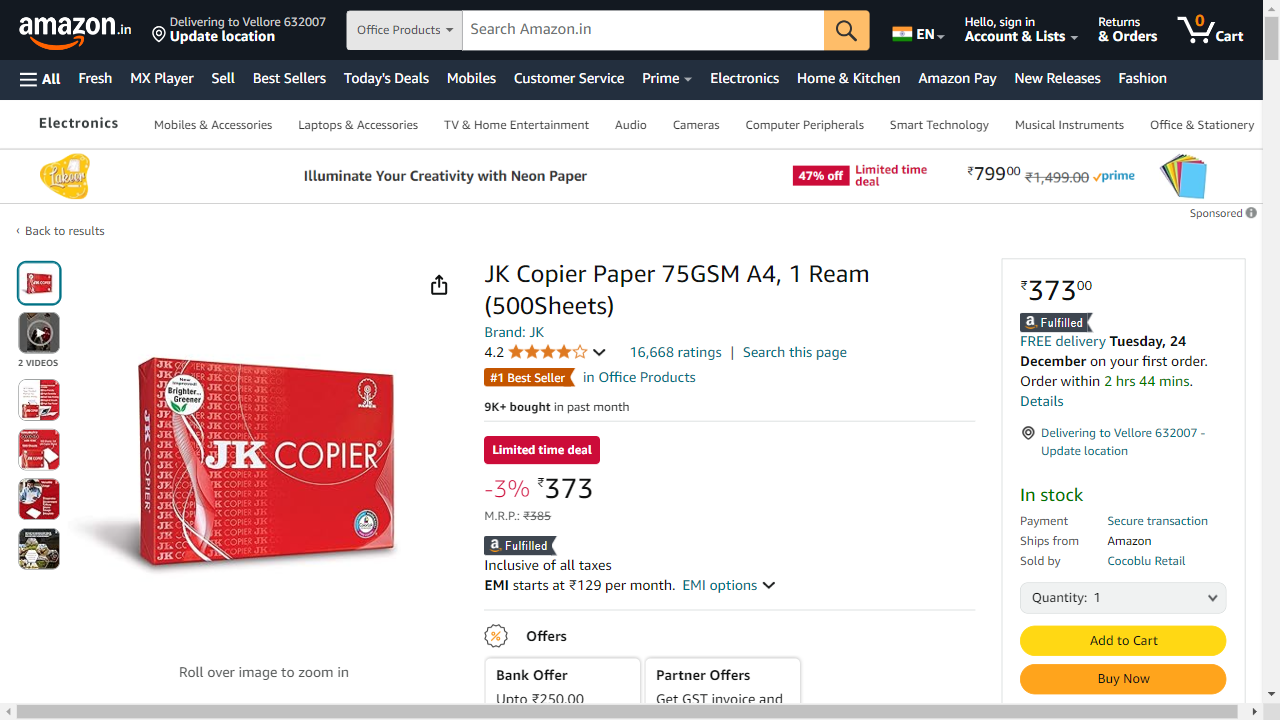 amazon.in
Delivering to Vellore 632007
Update location
Office Products
Search Amazon.in
EN
Hello, sign in
Account & Lists
Returns
& Orders
0
Cart
All
Fresh
MX Player
Sell
Best Sellers
Today's Deals
Mobiles
Customer Service
Prime
Electronics
Home & Kitchen
Amazon Pay
New Releases
Fashion
Electronics
Mobiles & Accessories
Laptops & Accessories
TV & Home Entertainment
Audio
Cameras
Computer Peripherals
Smart Technology
Musical Instruments
Office & Stationery
Illuminate Your Creativity with Neon Paper
47% off
Limited time
deal
₹79900
₹1,499.00
prime
Sponsored
‹ Back to results
2 VIDEOS
New Improved!
Brighter...
Greener
JK
PAPER
JK COPIER®
JK COPIER
Roll over image to zoom in
JK Copier Paper 75GSM A4, 1 Ream
(500Sheets)
Brand: JK
4.2
16,668 ratings | Search this page
#1 Best Seller in Office Products
9K+ bought in past month
Limited time deal
-3% ₹373
M.R.P.: ₹385
a Fulfilled
Inclusive of all taxes
EMI starts at ₹129 per month. EMI options
Offers
Bank Offer
Upto ₹250.00
Partner Offers
Get GST invoice and
₹37300
a Fulfilled
FREE delivery Tuesday, 24
December on your first order.
Order within 2 hrs 44 mins.
Details
Delivering to Vellore 632007 -
Update location
In stock
Payment Secure transaction
Ships from Amazon
Sold by Cocoblu Retail
Quantity: 1
Add to Cart
Buy Now